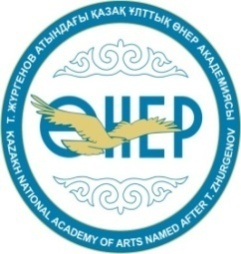 Т. ЖҮРГЕНОВ АТЫНДАҒЫ ҚАЗАҚ ҰЛТТЫҚ ӨНЕР АКАДЕМИЯСЫ
ӨНЕР
KAZAKH NATIONAL ACADEMY OF ARTS NAMED AFTER T. ZHURGENOV